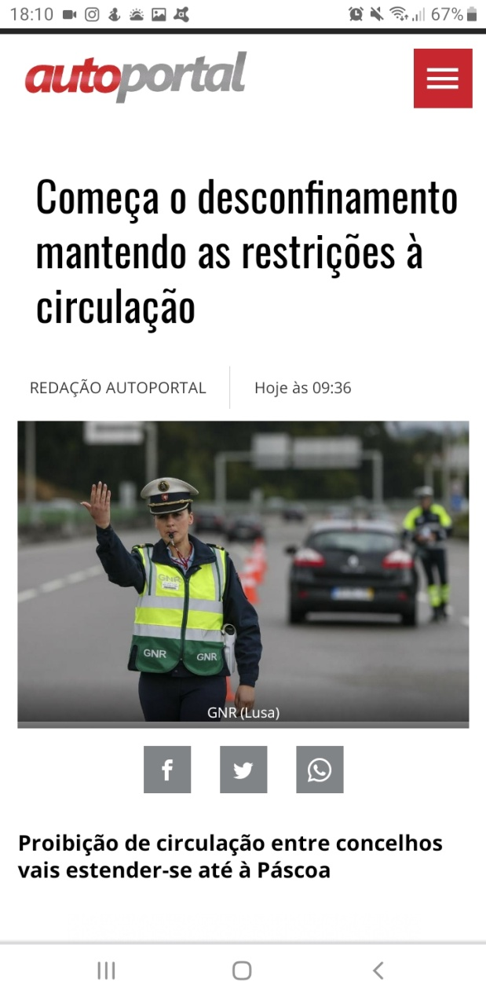 18:10
67%
autoportal
Começa o desconfinamento
mantendo as restrições à
circulação
REDAÇÃO AUTOPORTAL
Hoje às 09:36
GNR
GNR
GNR
GNR (Lusa)
Proibição de circulação entre concelhos
vais estender-se até à Páscoa